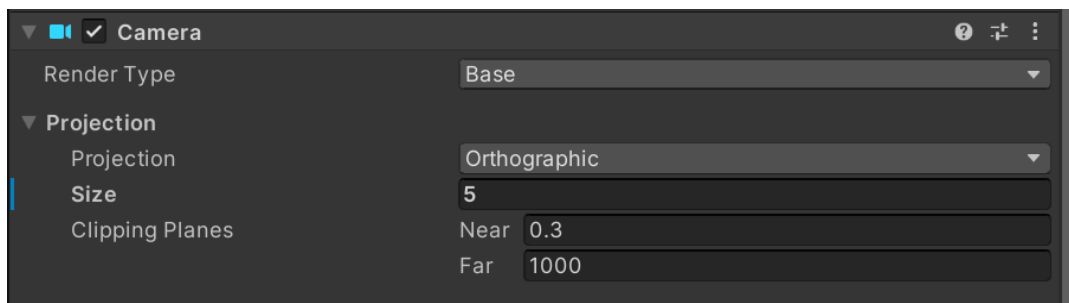 Camera
Render Type Base
Projection
Projection Orthographic
Size 5
Clipping Planes Near 0.3
Far 1000